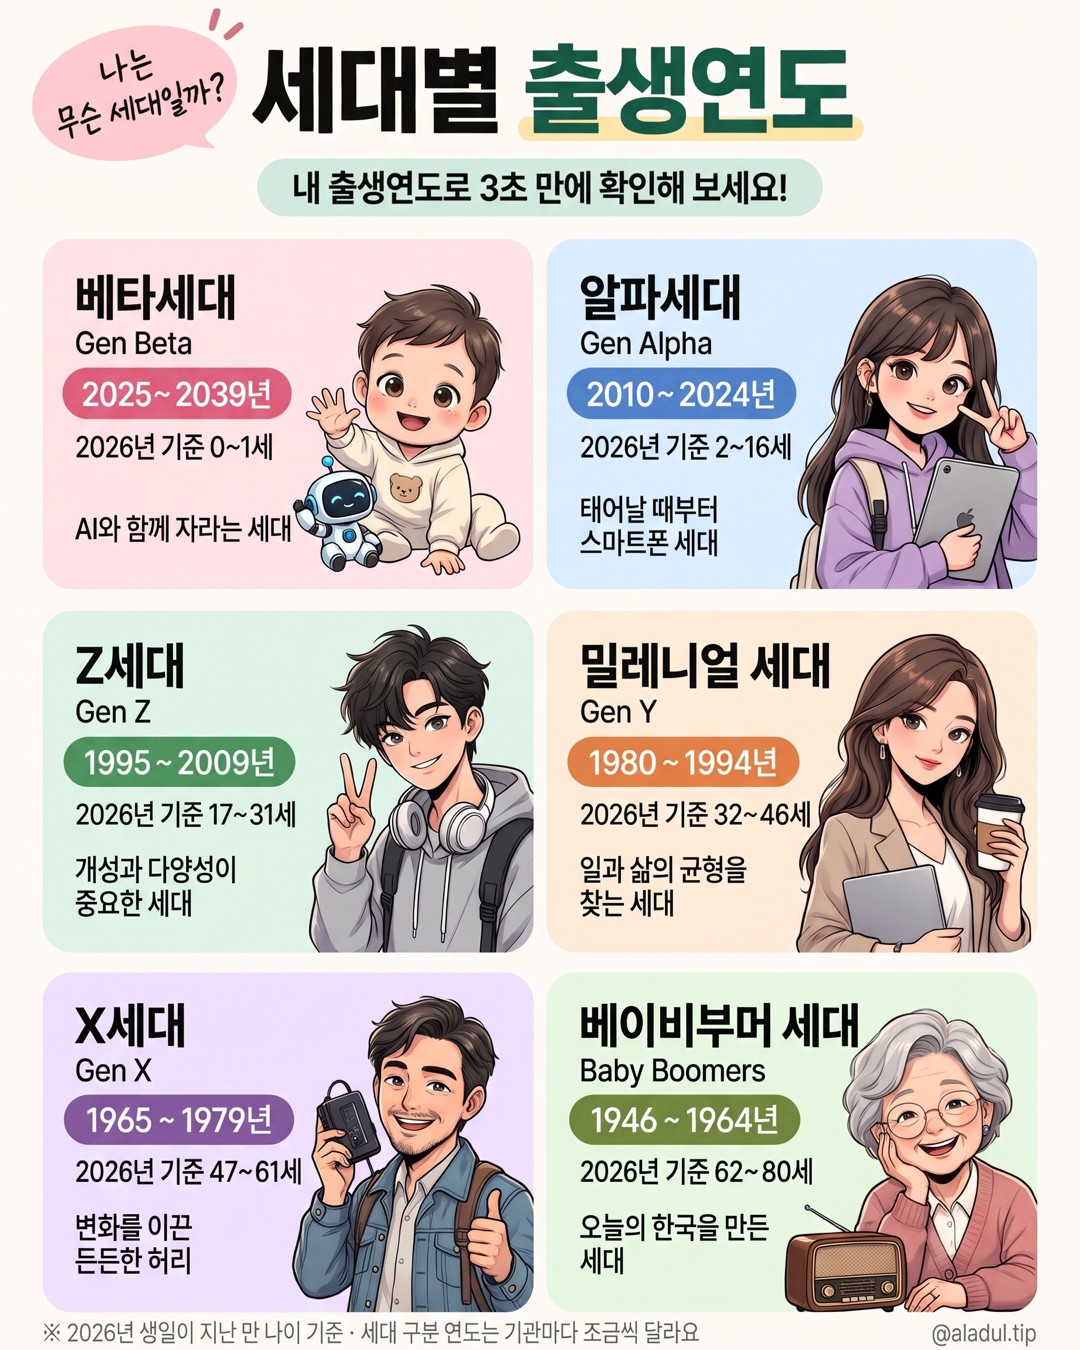 나는
무슨 세대일까?
세대별 출생연도
내 출생연도로 3초 만에 확인해 보세요!
베타세대
Gen Beta
2025~2039년
2026년 기준 0~1세
AI와 함께 자라는 세대
알파세대
Gen Alpha
2010~2024년
2026년 기준 2~16세
태어날 때부터
스마트폰 세대
Z세대
Gen Z
1995~2009년
2026년 기준 17~31세
개성과 다양성이
중요한 세대
밀레니얼 세대
Gen Y
1980~1994년
2026년 기준 32~46세
일과 삶의 균형을
찾는 세대
X세대
Gen X
1965~1979년
2026년 기준 47~61세
변화를 이끈
든든한 허리
베이비부머 세대
Baby Boomers
1946~1964년
2026년 기준 62~80세
오늘의 한국을 만든
세대
※ 2026년 생일이 지난 만 나이 기준 · 세대 구분 연도는 기관마다 조금씩 달라요
@aladul.tip